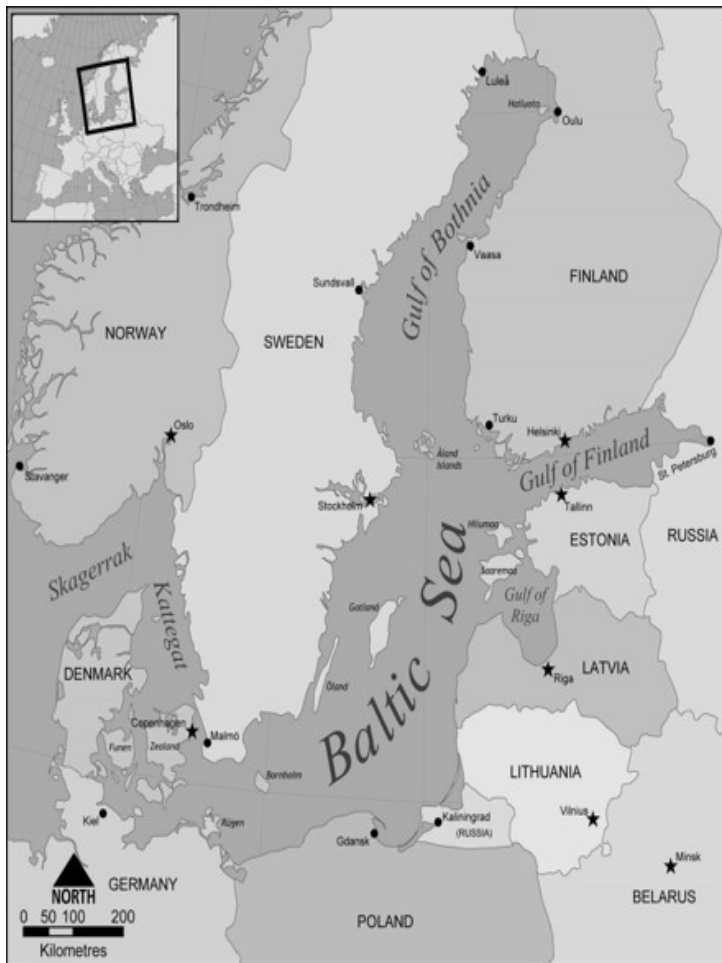 Luleå
Hailuoto
Oulu
Trondheim
Gulf of Bothnia
Vaasa
FINLAND
Sundsvall
NORWAY
SWEDEN
Oslo
Turku
Helsinki
Åland
Islands
Gulf of Finland
St. Petersburg
Stavanger
Stockholm
Tallinn
Hiiumaa
ESTONIA
RUSSIA
Skagerrak
Saaremaa
Kattegat
Gulf of
Riga
Gotland
Baltic Sea
DENMARK
Riga
LATVIA
Öland
Copenhagen
Malmö
Funen
Zealand
LITHUANIA
Bornholm
Vilnius
Kiel
Rügen
Kaliningrad
(RUSSIA)
Gdansk
Minsk
NORTH
GERMANY
BELARUS
0 50 100 200
POLAND
Kilometres